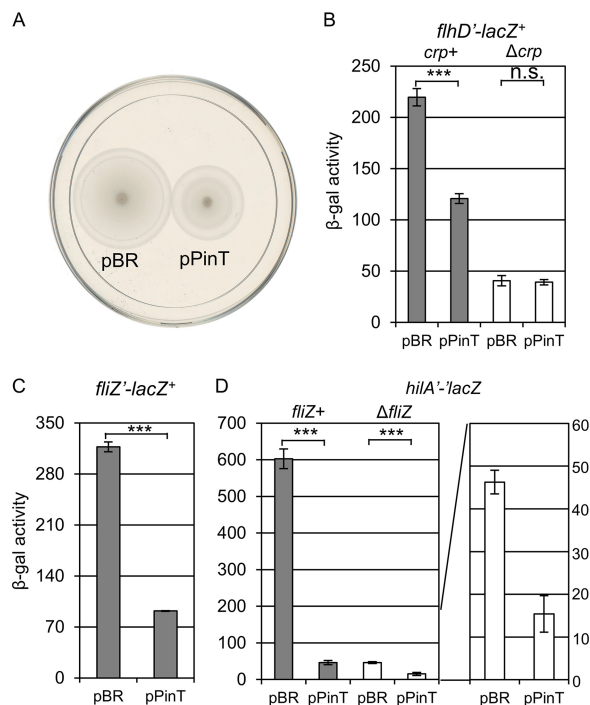 A
pBR
pPinT
B
flhD'-lacZ+
crp+ Δcrp
*** n.s.
β-gal activity
250
200
150
100
50
0
pBR pPinT pBR pPinT
C
fliZ'-lacZ+
***
β-gal activity
350
280
210
140
70
0
pBR pPinT
D
hilA'-'lacZ
fliZ+ ΔfliZ
*** ***
700
600
500
400
300
200
100
0
pBR pPinT pBR pPinT
60
50
40
30
20
10
0
pBR pPinT